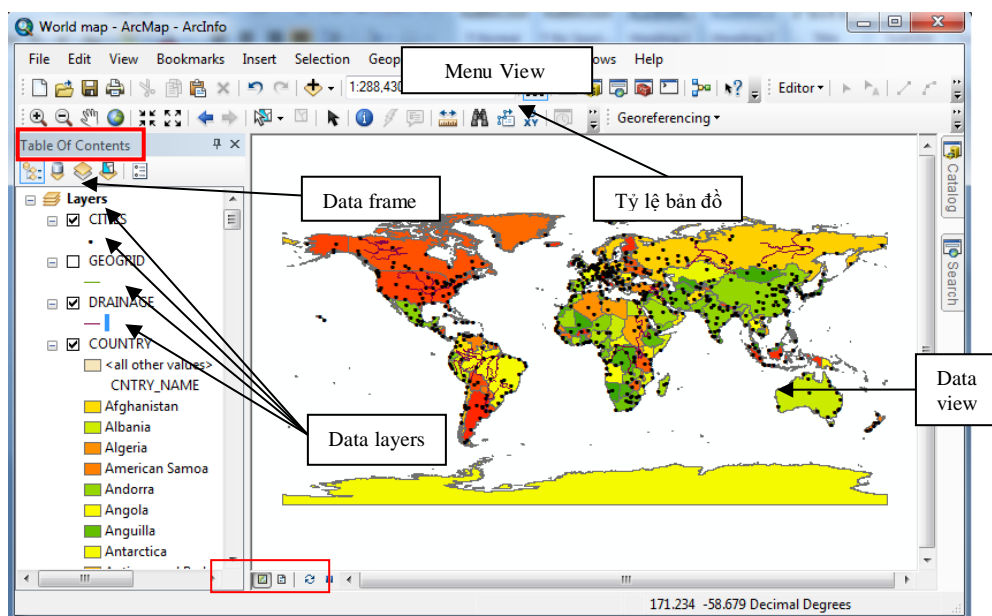 World map - ArcMap - ArcInfo
File Edit View Bookmarks Insert Selection Geop ws Help
Menu View
1:288,430
Editor
Georeferencing
Table Of Contents
Catalog
Search
Data frame
Tỷ lệ bản đồ
Layers
CITIES
GEOGRID
DRAINAGE
COUNTRY
<all other values>
CNTRY_NAME
Afghanistan
Albania
Algeria
American Samoa
Andorra
Angola
Anguilla
Antarctica
Data layers
Data
view
171.234 -58.679 Decimal Degrees